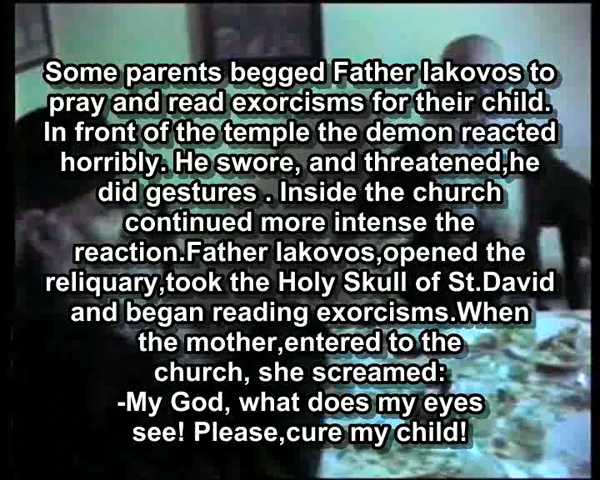 Some parents begged Father Iakovos to
pray and read exorcisms for their child.
In front of the temple the demon reacted
horribly. He swore, and threatened,he
did gestures . Inside the church
continued more intense the
reaction.Father Iakovos,opened the
reliquary,took the Holy Skull of St.David
and began reading exorcisms.When
the mother,entered to the
church, she screamed:
-My God, what does my eyes
see! Please,cure my child!